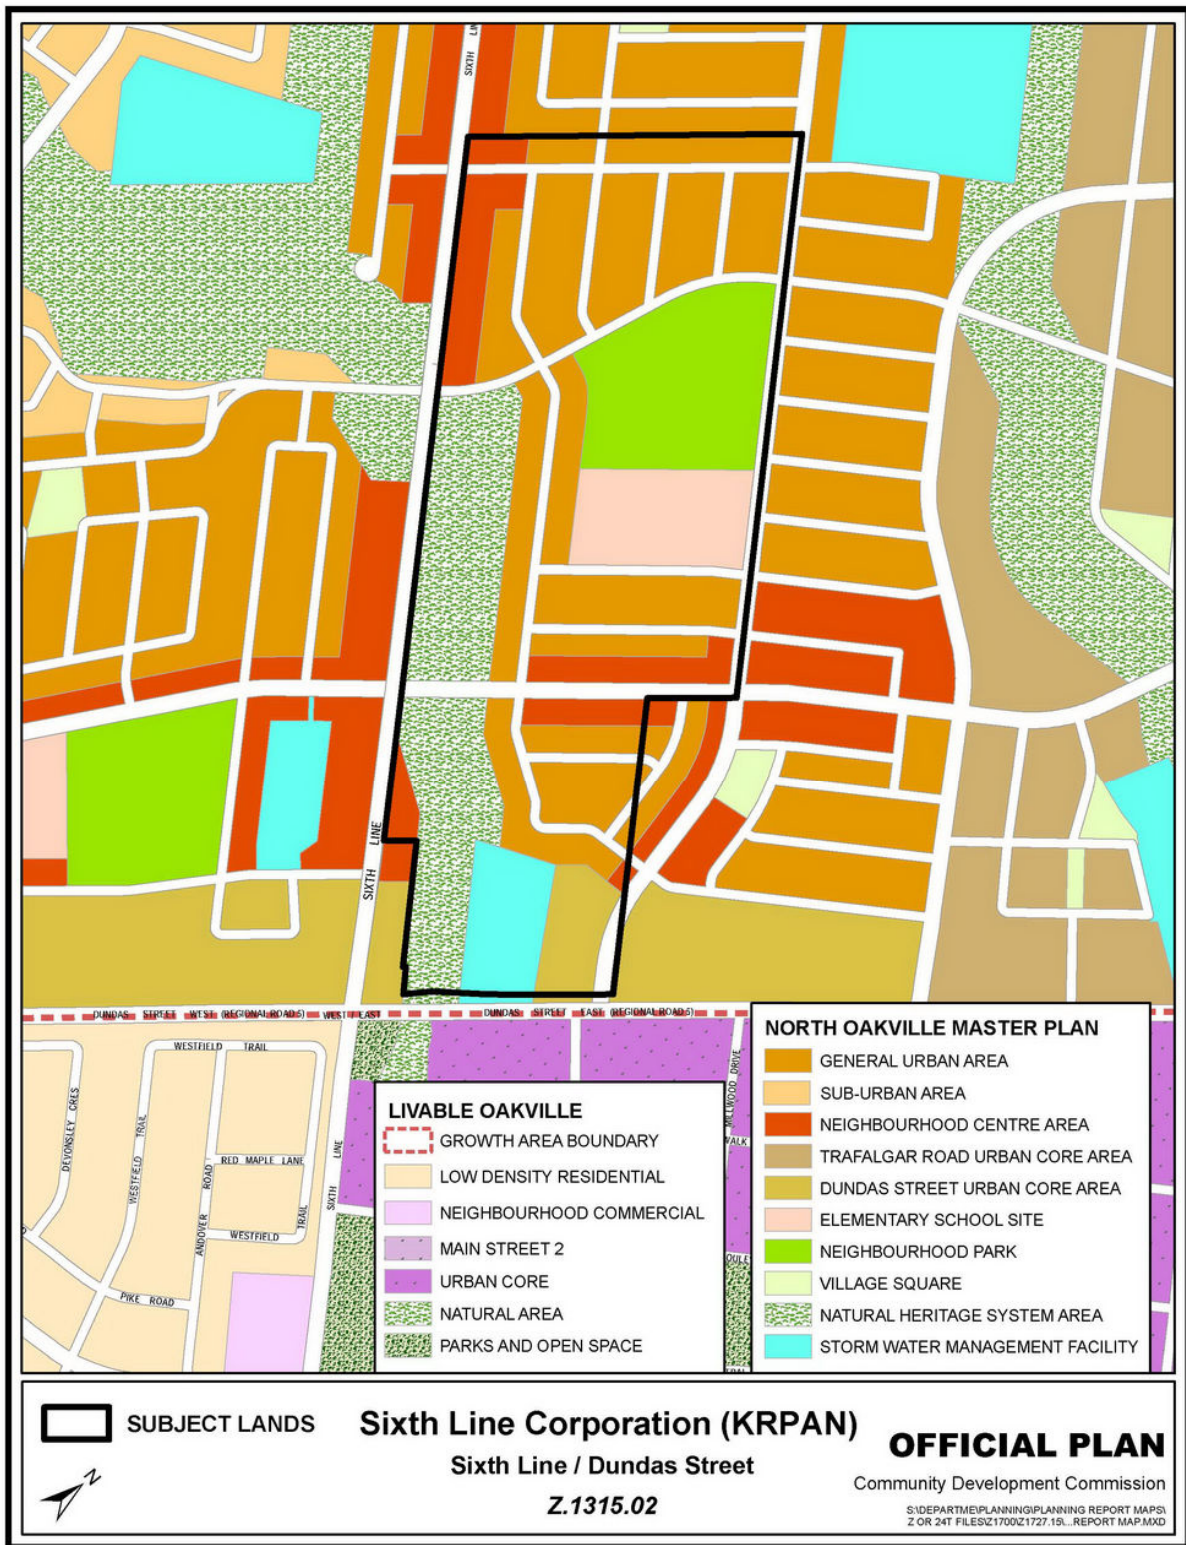 SIXTH LIN
SIXTH LINE
DUNDAS STREET WEST (REGIONAL ROAD 5) WEST / EAST DUNDAS STREET EAST (REGIONAL ROAD 5)
WESTFIELD TRAIL
DEVONSLEY CRES
WESTFIELD TRAIL
ANDOVER ROAD
RED MAPLE LANE
WESTFIELD TRAIL
PIKE ROAD
SIXTH LINE
MILLWOOD DRIVE
WALK
LIVABLE OAKVILLE
GROWTH AREA BOUNDARY
LOW DENSITY RESIDENTIAL
NEIGHBOURHOOD COMMERCIAL
MAIN STREET 2
URBAN CORE
NATURAL AREA
PARKS AND OPEN SPACE
NORTH OAKVILLE MASTER PLAN
GENERAL URBAN AREA
SUB-URBAN AREA
NEIGHBOURHOOD CENTRE AREA
TRAFALGAR ROAD URBAN CORE AREA
DUNDAS STREET URBAN CORE AREA
ELEMENTARY SCHOOL SITE
NEIGHBOURHOOD PARK
VILLAGE SQUARE
NATURAL HERITAGE SYSTEM AREA
STORM WATER MANAGEMENT FACILITY
SUBJECT LANDS
N
Sixth Line Corporation (KRPAN)
Sixth Line / Dundas Street
Z.1315.02
OFFICIAL PLAN
Community Development Commission
S:\DEPARTME\PLANNING\PLANNING REPORT MAPS\
Z OR 24T FILES\Z1700\Z1727.15\...REPORT MAP.MXD